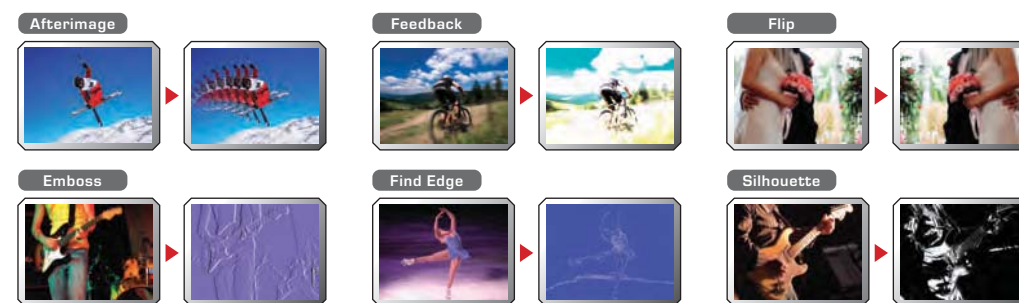 Afterimage
Feedback
Flip
Emboss
Find Edge
Silhouette